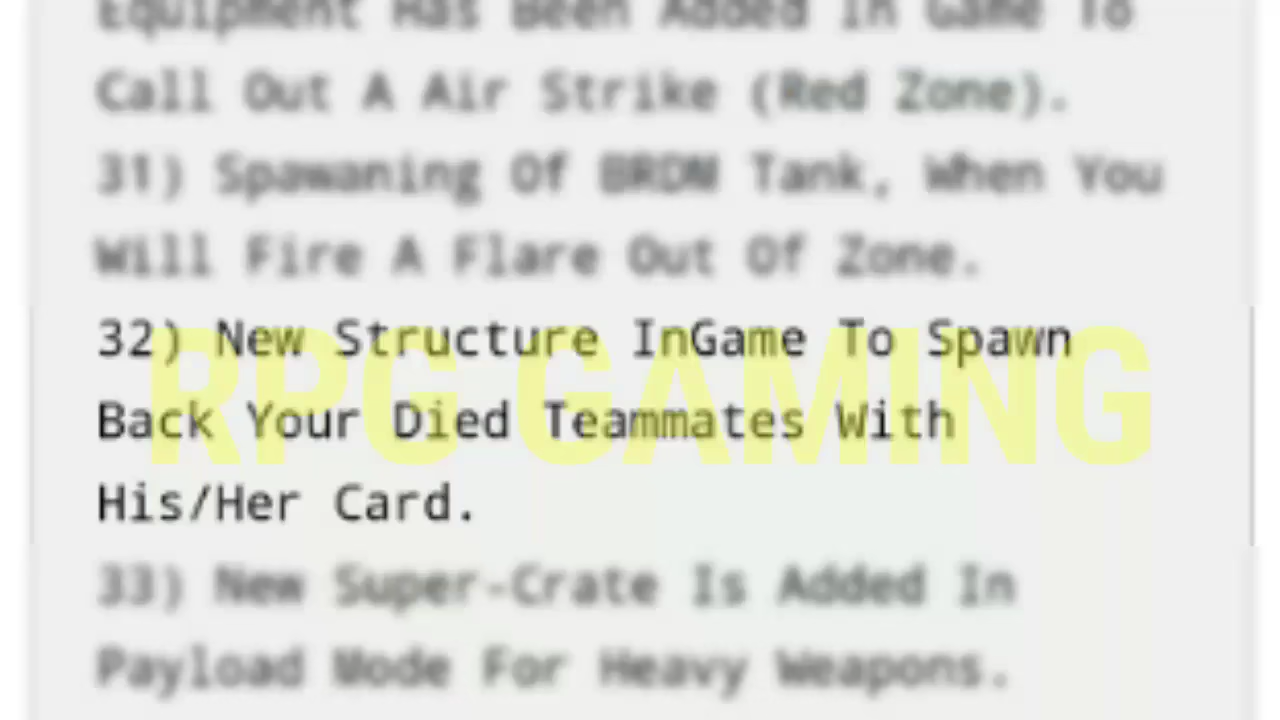 Equipment Has Been Added In Game To
Call Out A Air Strike (Red Zone).
31) Spawaning Of BRDM Tank, When You
Will Fire A Flare Out Of Zone.
32) New Structure InGame To Spawn
RPG GAMING
Back Your Died Teammates With
His/Her Card.
33) New Super-Crate Is Added In
Payload Mode For Heavy Weapons.